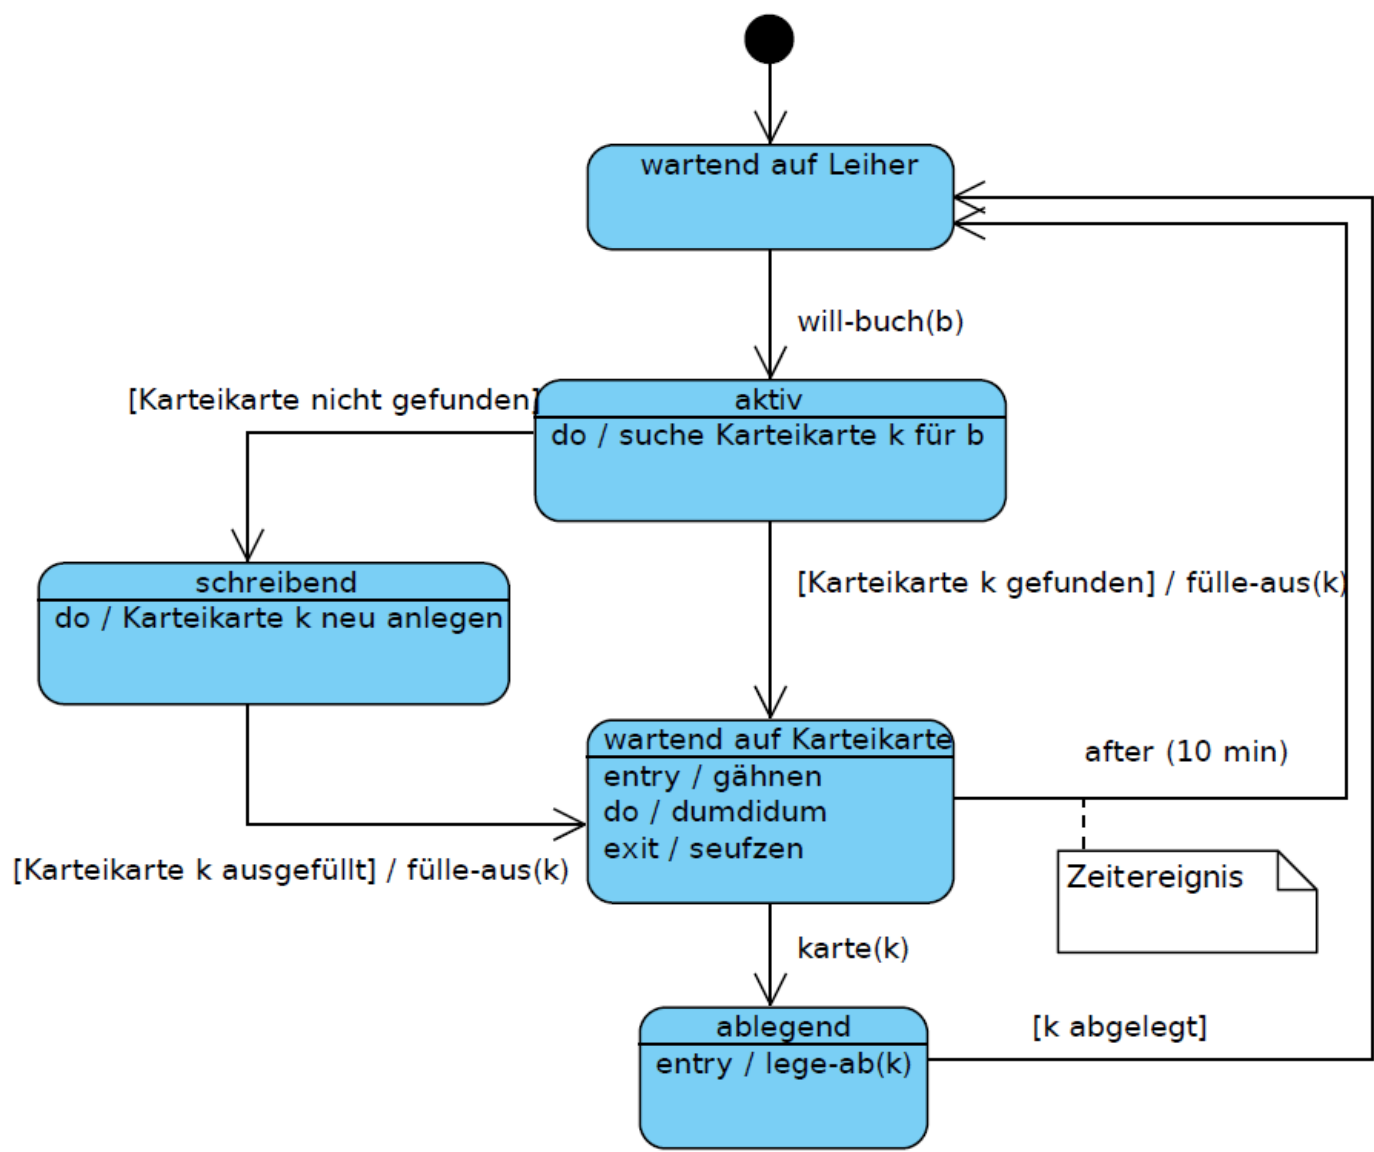 wartend auf Leiher
will-buch(b)
[Karteikarte nicht gefunden]
aktiv
do / suche Karteikarte k für b
schreibend
do / Karteikarte k neu anlegen
[Karteikarte k gefunden] / fülle-aus(k)
wartend auf Karteikarte
entry / gähnen
do / dumdidum
exit / seufzen
after (10 min)
[Karteikarte k ausgefüllt] / fülle-aus(k)
Zeitereignis
karte(k)
ablegend
entry / lege-ab(k)
[k abgelegt]